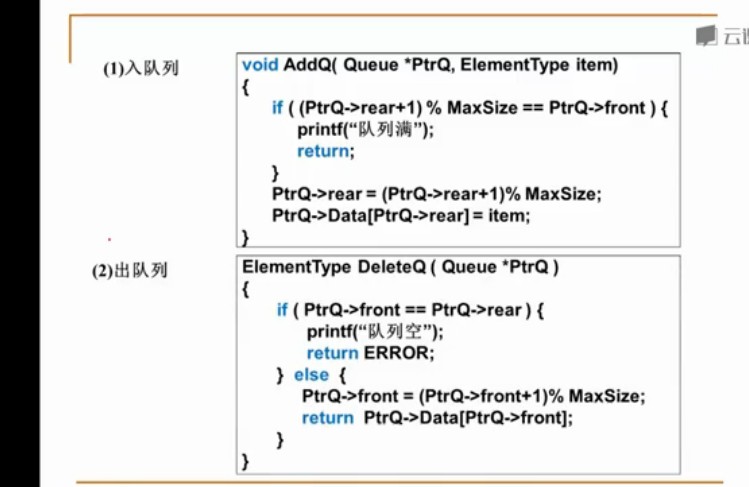 云课
(1)入队列
void AddQ( Queue *PtrQ, ElementType item)
{
if ( (PtrQ->rear+1) % MaxSize == PtrQ->front ) {
printf(“队列满”);
return;
}
PtrQ->rear = (PtrQ->rear+1)% MaxSize;
PtrQ->Data[PtrQ->rear] = item;
}
(2)出队列
ElementType DeleteQ ( Queue *PtrQ )
{
if ( PtrQ->front == PtrQ->rear ) {
printf(“队列空”);
return ERROR;
} else {
PtrQ->front = (PtrQ->front+1)% MaxSize;
return PtrQ->Data[PtrQ->front];
}
}